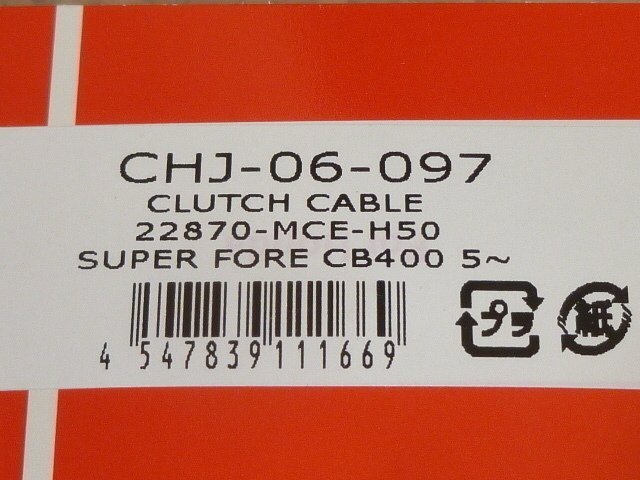 CHJ-06-097
CLUTCH CABLE
22870-MCE-H50
SUPER FORE CB400 5~
4 547839 111669
プラ 紙